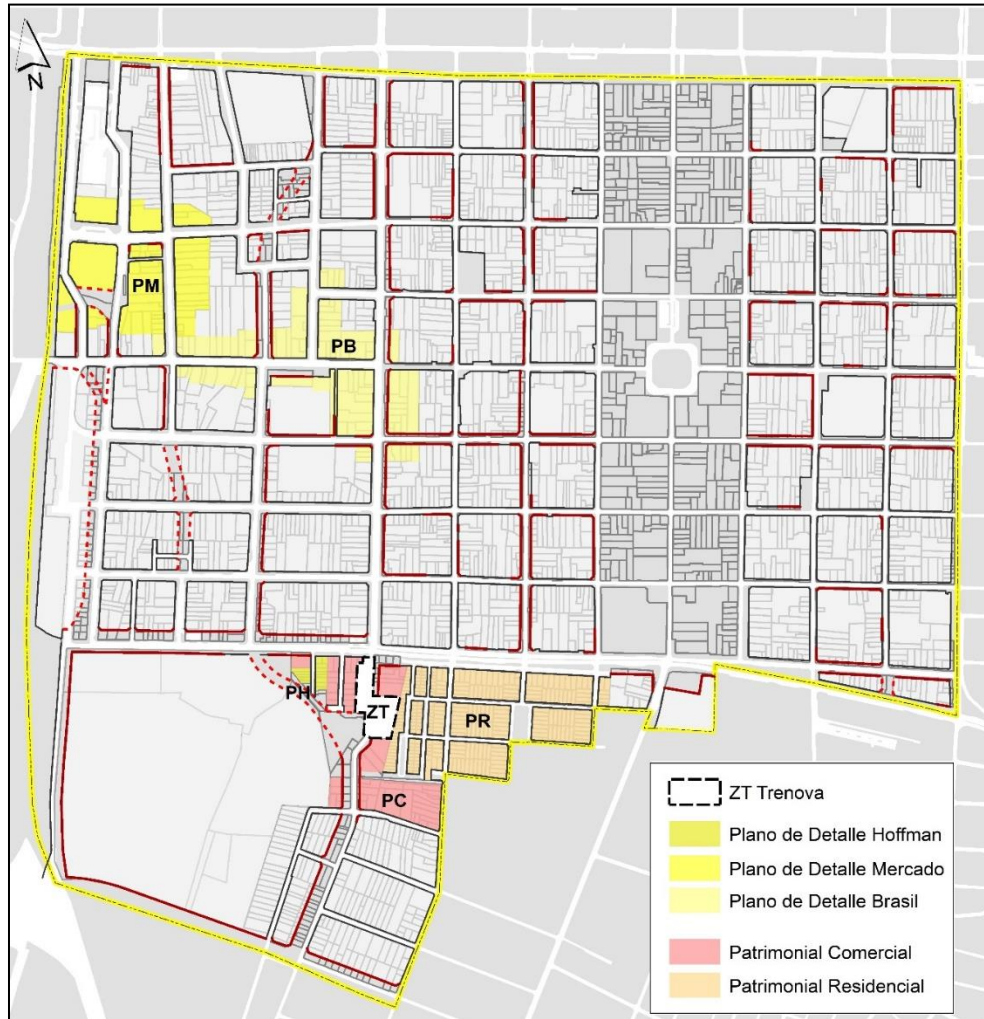 N
PM
PB
PH
ZT
PR
PC
ZT Trenova
Plano de Detalle Hoffman
Plano de Detalle Mercado
Plano de Detalle Brasil
Patrimonial Comercial
Patrimonial Residencial